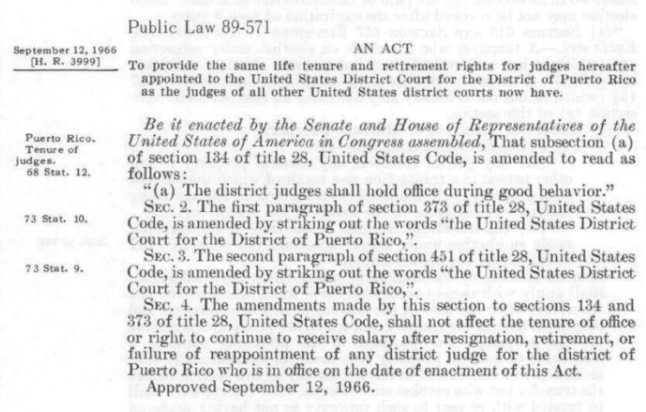 Public Law 89-571
September 12, 1966
[H. R. 3999]
AN ACT
To provide the same life tenure and retirement rights for judges hereafter
appointed to the United States District Court for the District of Puerto Rico
as the judges of all other United States district courts now have.
Puerto Rico.
Tenure of
judges.
68 Stat. 12.
Be it enacted by the Senate and House of Representatives of the
United States of America in Congress assembled, That subsection (a)
of section 134 of title 28, United States Code, is amended to read as
follows:
"(a) The district judges shall hold office during good behavior."
SEC. 2. The first paragraph of section 373 of title 28, United States
73 Stat. 10.
Code, is amended by striking out the words "the United States District
Court for the District of Puerto Rico,".
SEC. 3. The second paragraph of section 451 of title 28, United States
73 Stat. 9.
Code, is amended by striking out the words "the United States District
Court for the District of Puerto Rico,".
SEC. 4. The amendments made by this section to sections 134 and
373 of title 28, United States Code, shall not affect the tenure of office
or right to continue to receive salary after resignation, retirement, or
failure of reappointment of any district judge for the district of
Puerto Rico who is in office on the date of enactment of this Act.
Approved September 12, 1966.